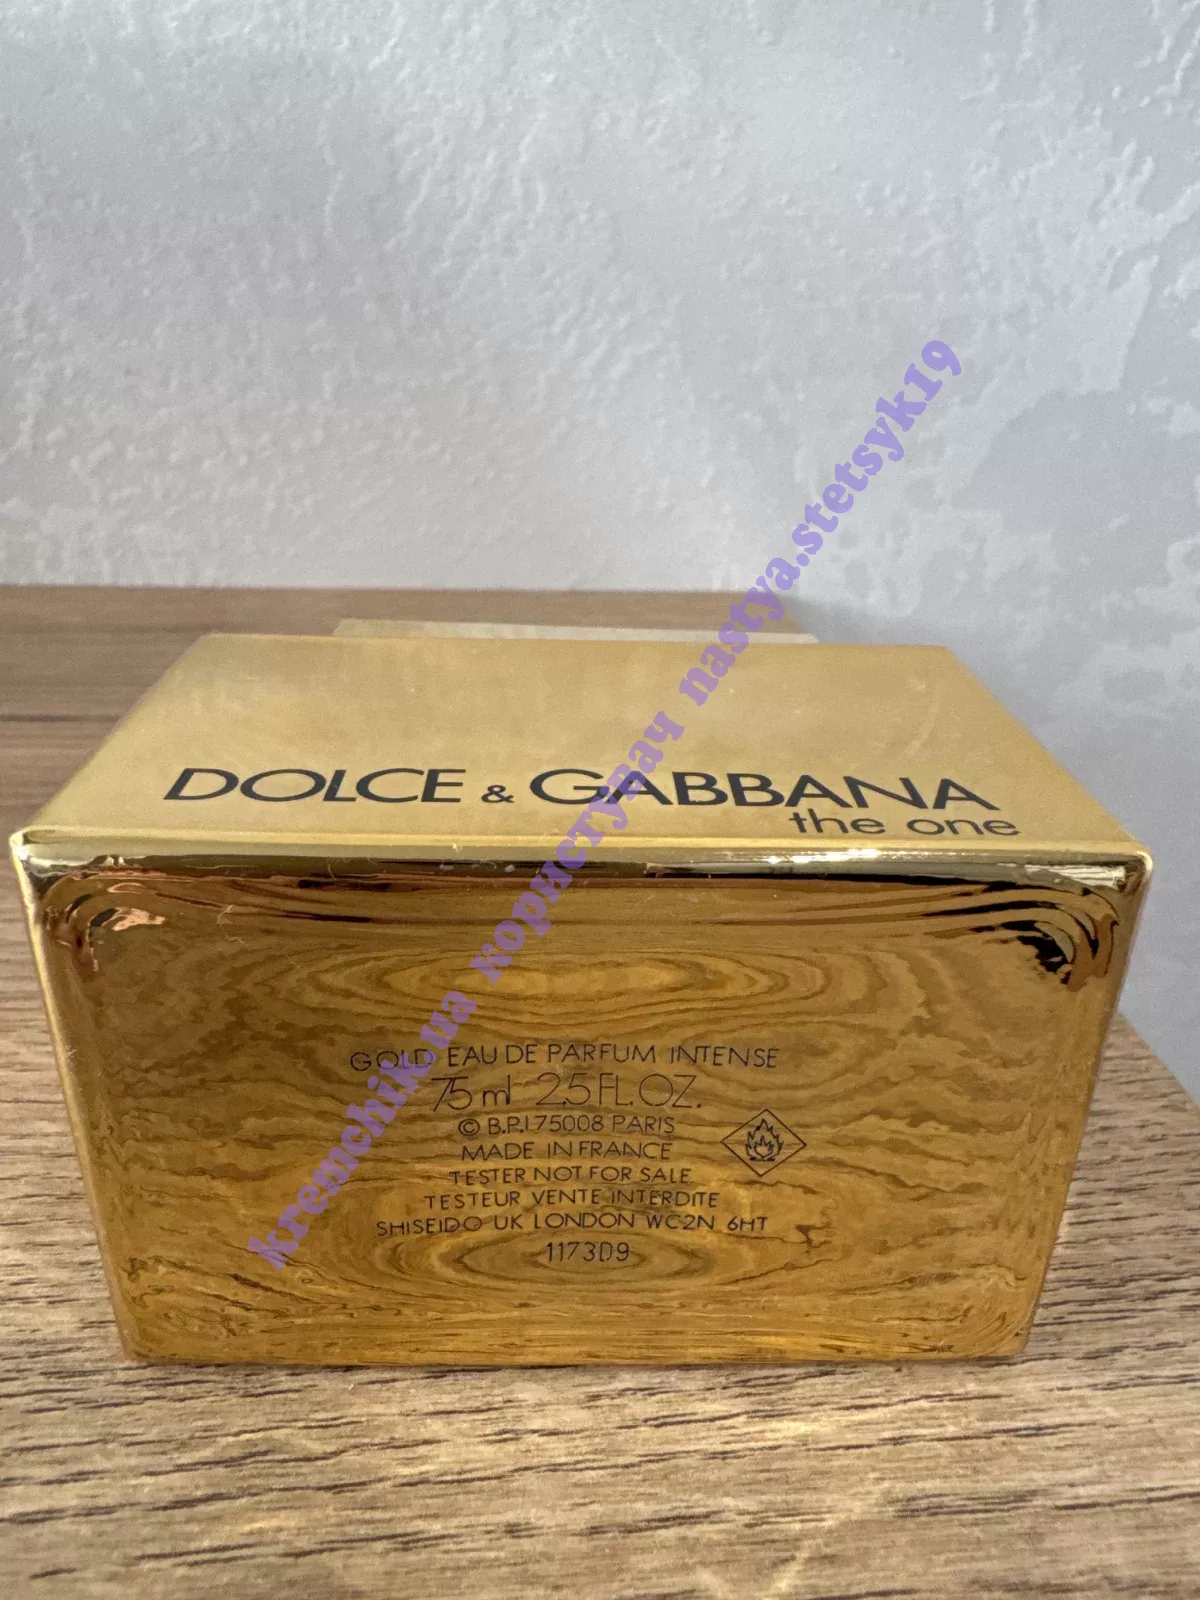 DOLCE & GABBANA
the one
GOLD EAU DE PARFUM INTENSE
75 ml 2.5 FL.OZ.
© B.P.I. 75008 PARIS
MADE IN FRANCE
TESTER NOT FOR SALE
TESTEUR VENTE INTERDITE
SHISEIDO UK LONDON WC2N 6HT
1173D9
kremchik.ua користувач nastya.stetsyk19